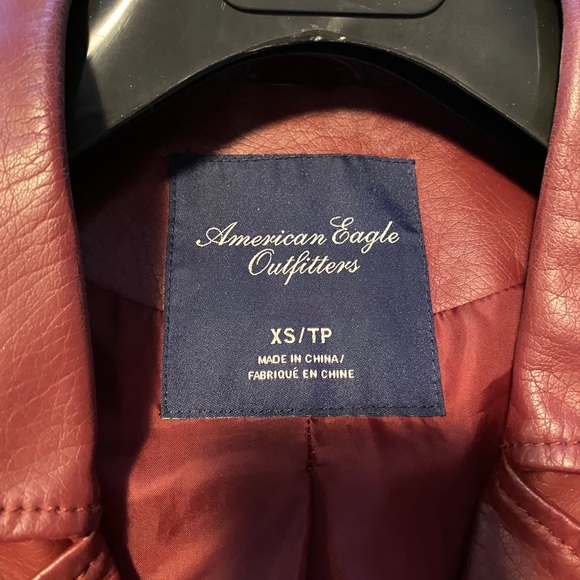 American Eagle
Outfitters
XS/TP
MADE IN CHINA/
FABRIQUÉ EN CHINE